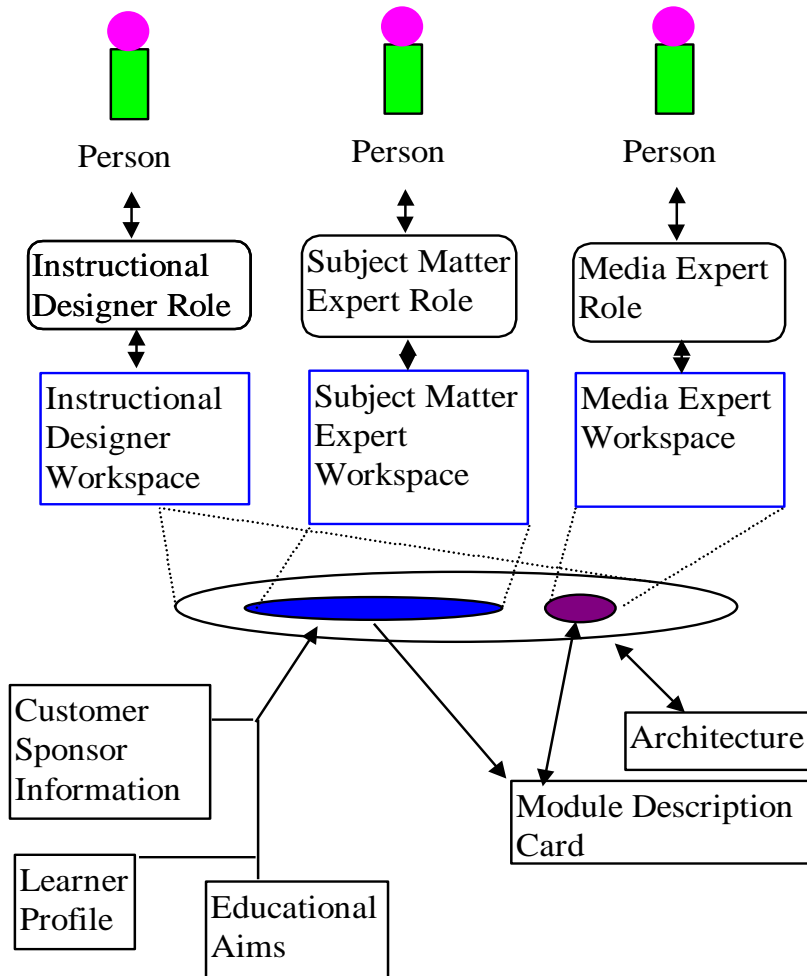 Person
Person
Person
Instructional
Designer Role
Subject Matter
Expert Role
Media Expert
Role
Instructional
Designer
Workspace
Subject Matter
Expert
Workspace
Media Expert
Workspace
Customer
Sponsor
Information
Architecture
Module Description
Card
Learner
Profile
Educational
Aims